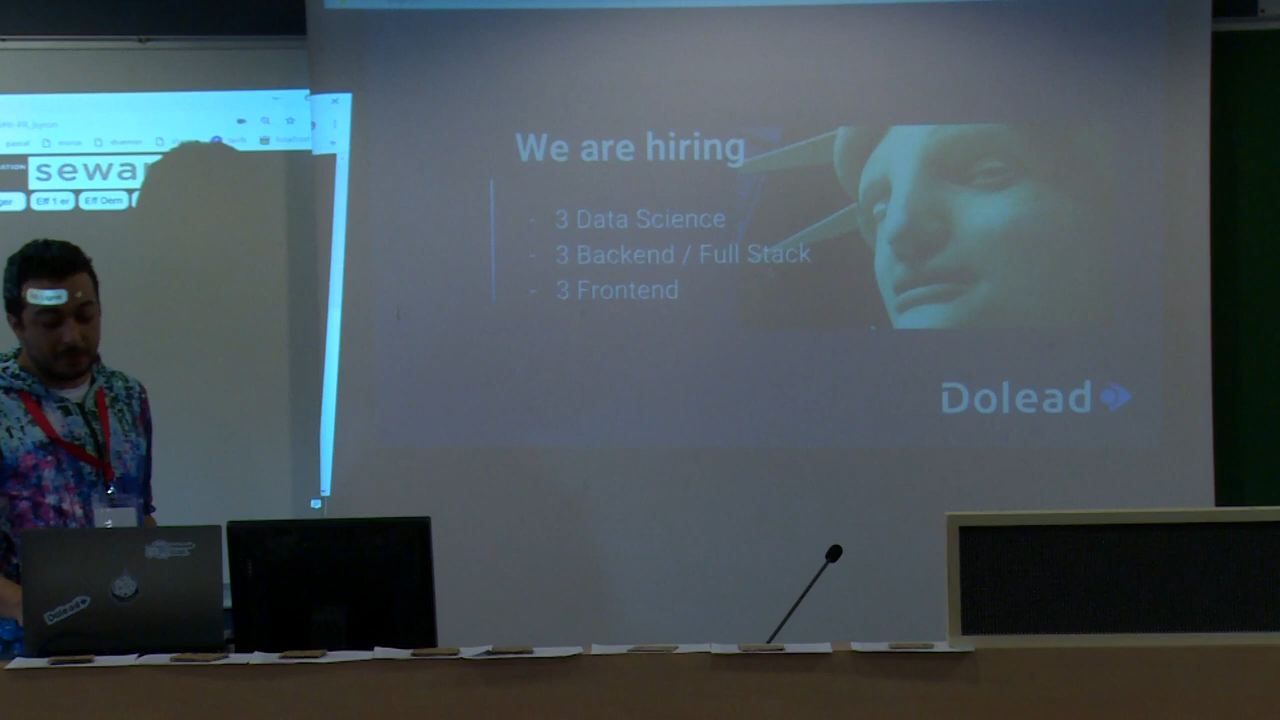 sewa
Eff 1 er
Eff Dem
We are hiring
- 3 Data Science
- 3 Backend / Full Stack
- 3 Frontend
Dolead
Dolead